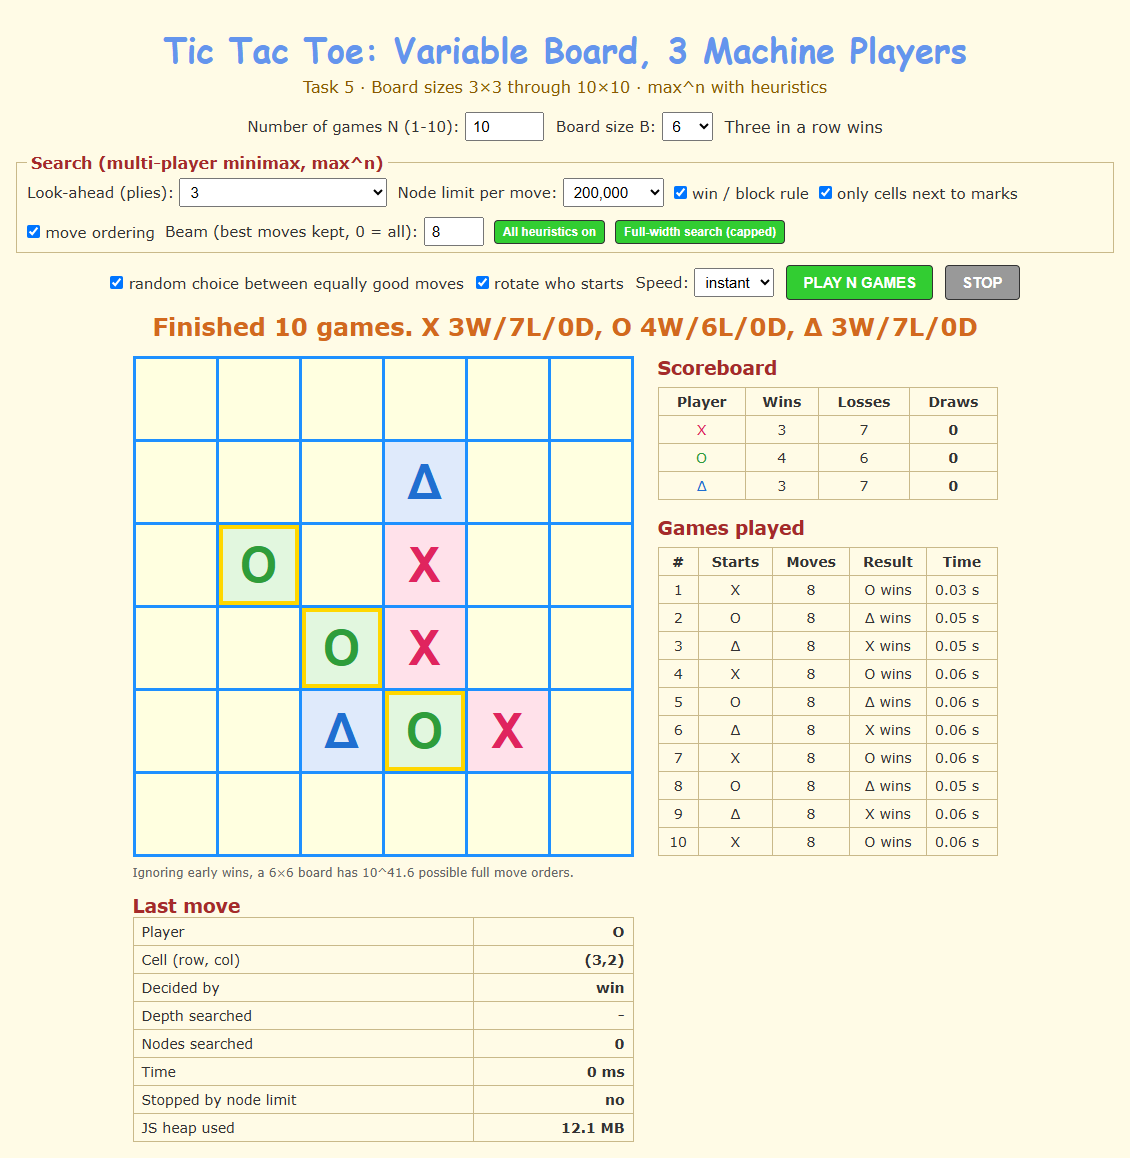 Tic Tac Toe: Variable Board, 3 Machine Players
Task 5 · Board sizes 3×3 through 10×10 · max^n with heuristics
Number of games N (1-10): 10 Board size B: 6 Three in a row wins
Search (multi-player minimax, max^n)
Look-ahead (plies): 3 Node limit per move: 200,000 win / block rule only cells next to marks
move ordering Beam (best moves kept, 0 = all): 8 All heuristics on Full-width search (capped)
random choice between equally good moves rotate who starts Speed: instant PLAY N GAMES STOP
Finished 10 games. X 3W/7L/0D, O 4W/6L/0D, Δ 3W/7L/0D
Δ
O X
O X
Δ O X
Ignoring early wins, a 6×6 board has 10^41.6 possible full move orders.
Last move
Player O
Cell (row, col) (3,2)
Decided by win
Depth searched -
Nodes searched 0
Time 0 ms
Stopped by node limit no
JS heap used 12.1 MB
Scoreboard
Player Wins Losses Draws
X 3 7 0
O 4 6 0
Δ 3 7 0
Games played
# Starts Moves Result Time
1 X 8 O wins 0.03 s
2 O 8 Δ wins 0.05 s
3 Δ 8 X wins 0.05 s
4 X 8 O wins 0.06 s
5 O 8 Δ wins 0.06 s
6 Δ 8 X wins 0.06 s
7 X 8 O wins 0.06 s
8 O 8 Δ wins 0.05 s
9 Δ 8 X wins 0.06 s
10 X 8 O wins 0.06 s